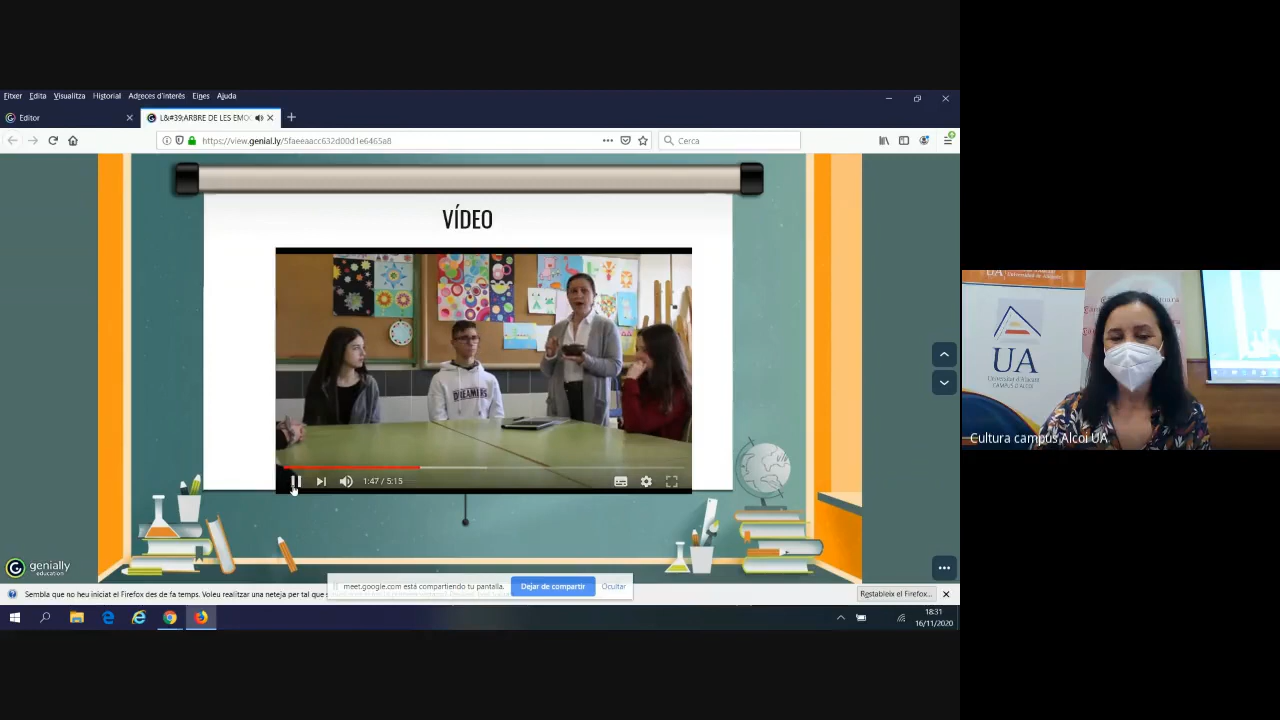 Fitxer Edita Visualitza Historial Adreces d'interès Eines Ajuda
Editor
L&#39;ARBRE DE LES EMO
https://view.genial.ly/5faeeaacc632d00d1e6465a8
Cerca
VÍDEO
DREAMERS
1:47 / 5:15
genially
education
meet.google.com está compartiendo tu pantalla.
Dejar de compartir
Ocultar
Sembla que no heu iniciat el Firefox des de fa temps. Voleu realitzar una neteja per tal que
Restableix el Firefox...
18:31
16/11/2020
UA
Universitat d'Alacant
CAMPUS D'ALCOI
Cultura campus Alcoi UA